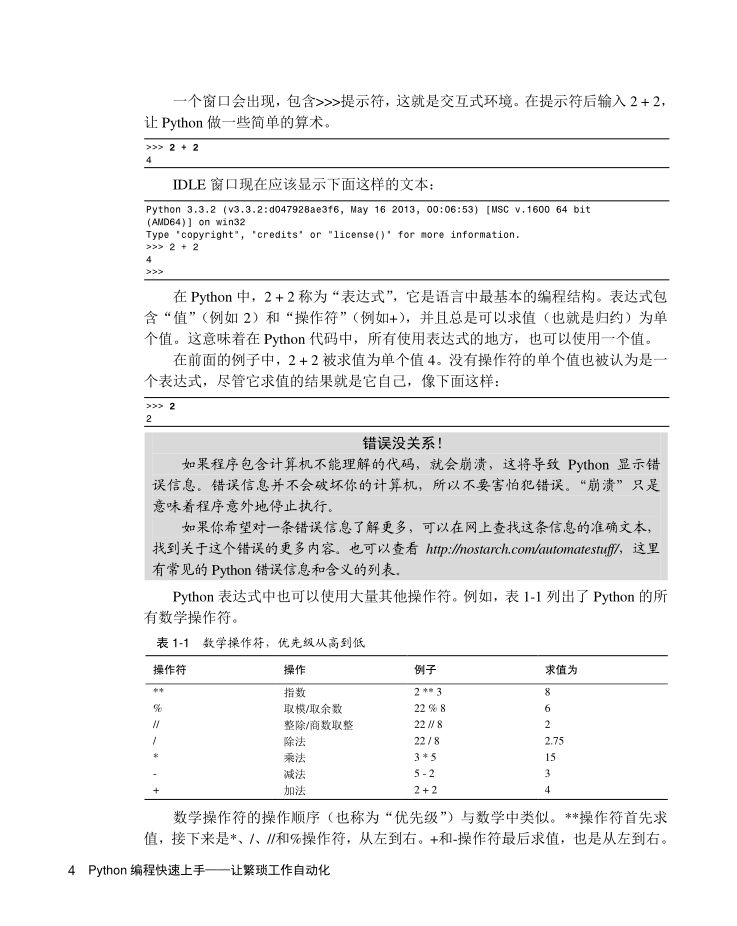 一个窗口会出现，包含>>>提示符，这就是交互式环境。在提示符后输入 2 + 2，
让 Python 做一些简单的算术。
>>> 2 + 2
4
IDLE 窗口现在应该显示下面这样的文本：
Python 3.3.2 (v3.3.2:d047928ae3f6, May 16 2013, 00:06:53) [MSC v.1600 64 bit
(AMD64)] on win32
Type "copyright", "credits" or "license()" for more information.
>>> 2 + 2
4
>>>
在 Python 中，2 + 2 称为“表达式”，它是语言中最基本的编程结构。表达式包
含“值”（例如 2）和“操作符”（例如+），并且总是可以求值（也就是归约）为单
个值。这意味着在 Python 代码中，所有使用表达式的地方，也可以使用一个值。
在前面的例子中，2 + 2 被求值为单个值 4。没有操作符的单个值也被认为是一
个表达式，尽管它求值的结果就是它自己，像下面这样：
>>> 2
2
错误没关系！
如果程序包含计算机不能理解的代码，就会崩溃，这将导致 Python 显示错
误信息。错误信息并不会破坏你的计算机，所以不要害怕犯错误。“崩溃”只是
意味着程序意外地停止执行。
如果你希望对一条错误信息了解更多，可以在网上查找这条信息的准确文本，
找到关于这个错误的更多内容。也可以查看 http://nostarch.com/automatestuff/，这里
有常见的 Python 错误信息和含义的列表。
Python 表达式中也可以使用大量其他操作符。例如，表 1-1 列出了 Python 的所
有数学操作符。
表 1-1 数学操作符，优先级从高到低
操作符 操作 例子 求值为
** 指数 2 ** 3 8
% 取模/取余数 22 % 8 6
// 整除/商数取整 22 // 8 2
/ 除法 22 / 8 2.75
* 乘法 3 * 5 15
- 减法 5 - 2 3
+ 加法 2 + 2 4
数学操作符的操作顺序（也称为“优先级”）与数学中类似。**操作符首先求
值，接下来是*、/、//和%操作符，从左到右。+和-操作符最后求值，也是从左到右。
4 Python 编程快速上手——让繁琐工作自动化